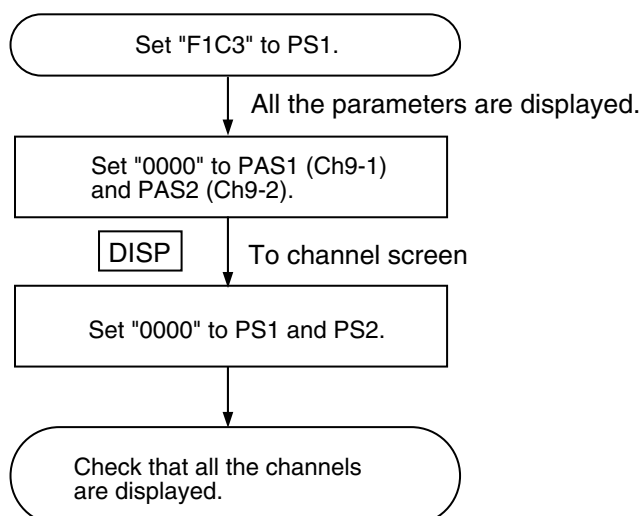 Set "F1C3" to PS1.
All the parameters are displayed.
Set "0000" to PAS1 (Ch9-1)
and PAS2 (Ch9-2).
DISP
To channel screen
Set "0000" to PS1 and PS2.
Check that all the channels
are displayed.